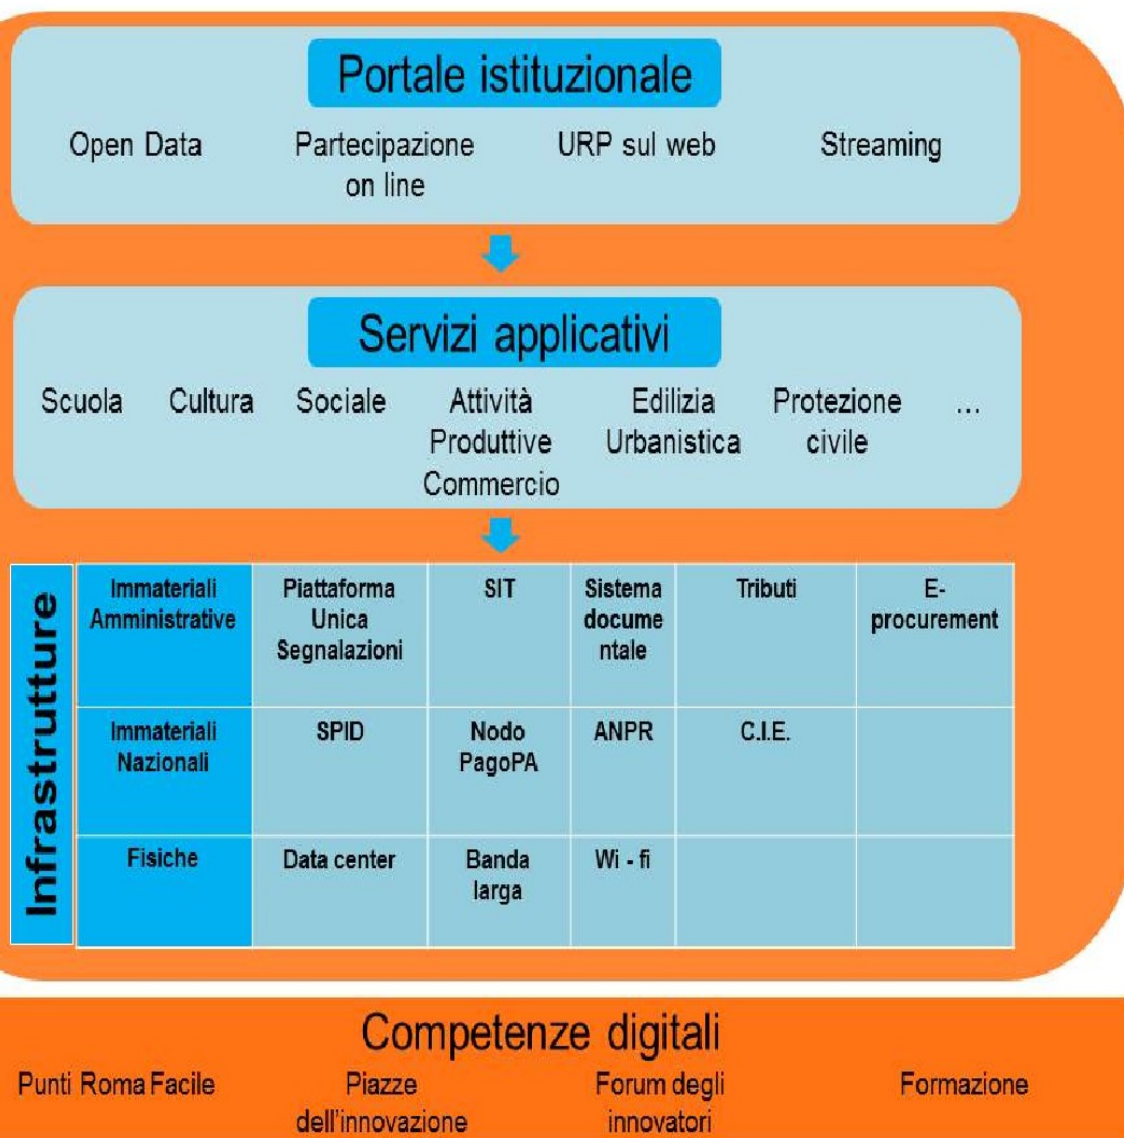 Portale istituzionale
Open Data Partecipazione URP sul web Streaming
on line
Servizi applicativi
Scuola Cultura Sociale Attività Edilizia Protezione ...
Produttive Urbanistica civile
Commercio
Infrastrutture
Immateriali Piattaforma SIT Sistema Tributi E-
Amministrative Unica docume procurement
Segnalazioni ntale
Immateriali SPID Nodo ANPR C.I.E.
Nazionali PagoPA
Fisiche Data center Banda Wi - fi
larga
Competenze digitali
Punti Roma Facile Piazze Forum degli Formazione
dell'innovazione innovatori